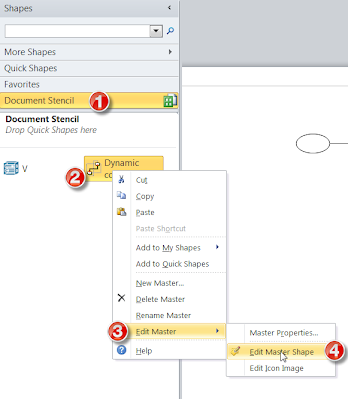 Shapes
More Shapes
Quick Shapes
Favorites
Document Stencil
1
Document Stencil
Drop Quick Shapes here
V
2
Dynamic
co
Cut
Copy
Paste
Paste Shortcut
Add to My Shapes
Add to Quick Shapes
New Master...
Delete Master
Rename Master
3
Edit Master
Help
Master Properties...
Edit Master Shape
4
Edit Icon Image